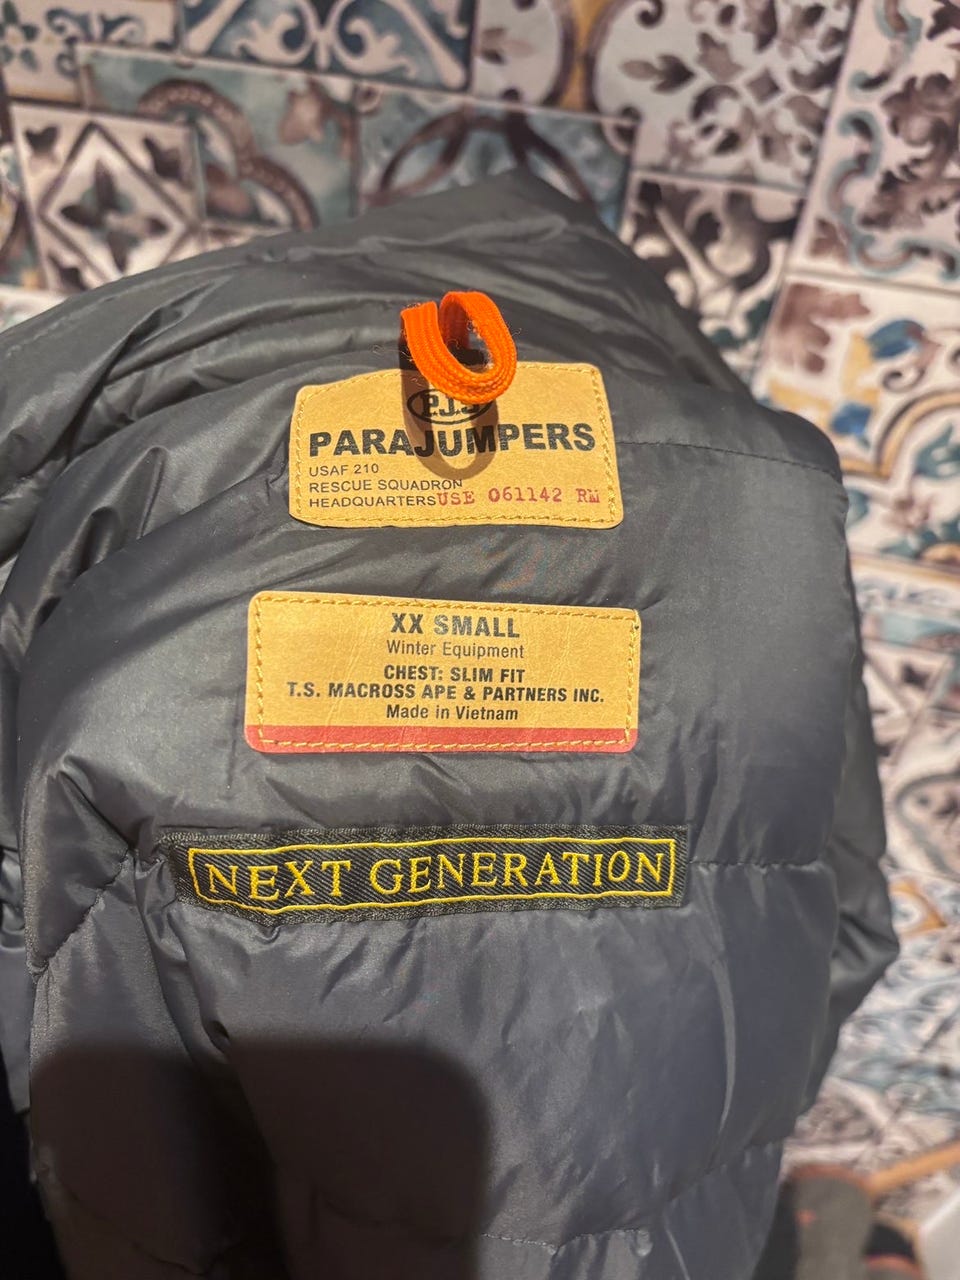 P.J.S
PARAJUMPERS
USAF 210
RESCUE SQUADRON
HEADQUARTERS USE 061142 RW
XX SMALL
Winter Equipment
CHEST: SLIM FIT
T.S. MACROSS APE & PARTNERS INC.
Made in Vietnam
NEXT GENERATION